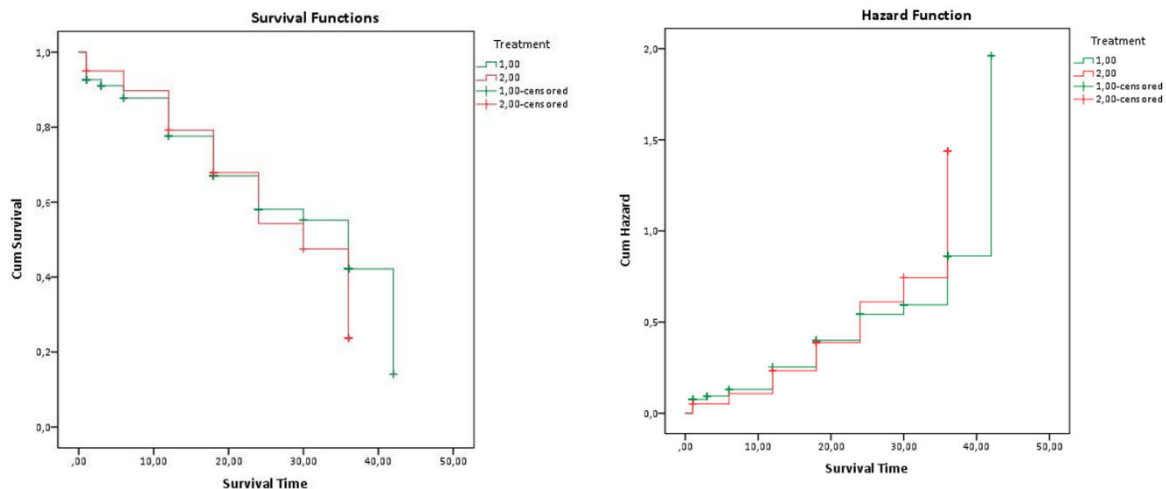 Survival Functions
Treatment
1,00
2,00
1,00-censored
2,00-censored
Cum Survival
1,0
0,8
0,6
0,4
0,2
0,0
,00 10,00 20,00 30,00 40,00 50,00
Survival Time
Hazard Function
Treatment
1,00
2,00
1,00-censored
2,00-censored
Cum Hazard
2,0
1,5
1,0
0,5
0,0
,00 10,00 20,00 30,00 40,00 50,00
Survival Time